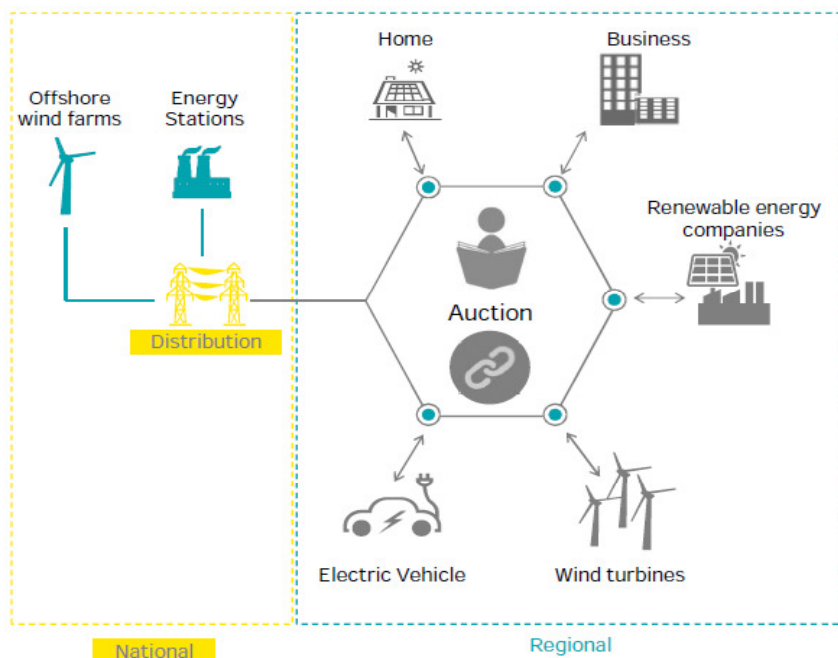 Home
Business
Offshore
wind farms
Energy
Stations
Renewable energy
companies
Auction
Distribution
Electric Vehicle
Wind turbines
National
Regional